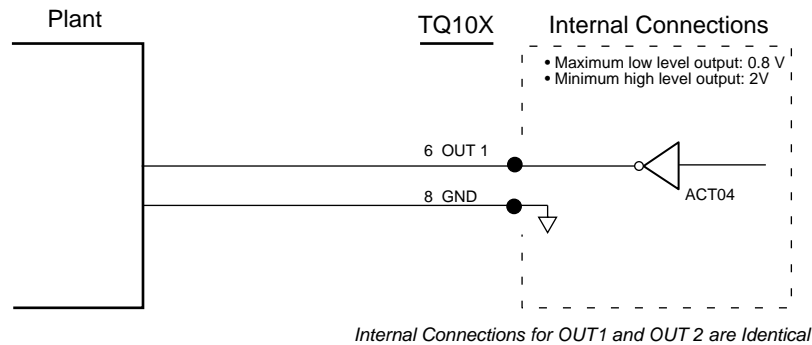 Plant
TQ10X
Internal Connections
• Maximum low level output: 0.8 V
• Minimum high level output: 2V
6 OUT 1
ACT04
8 GND
Internal Connections for OUT1 and OUT 2 are Identical